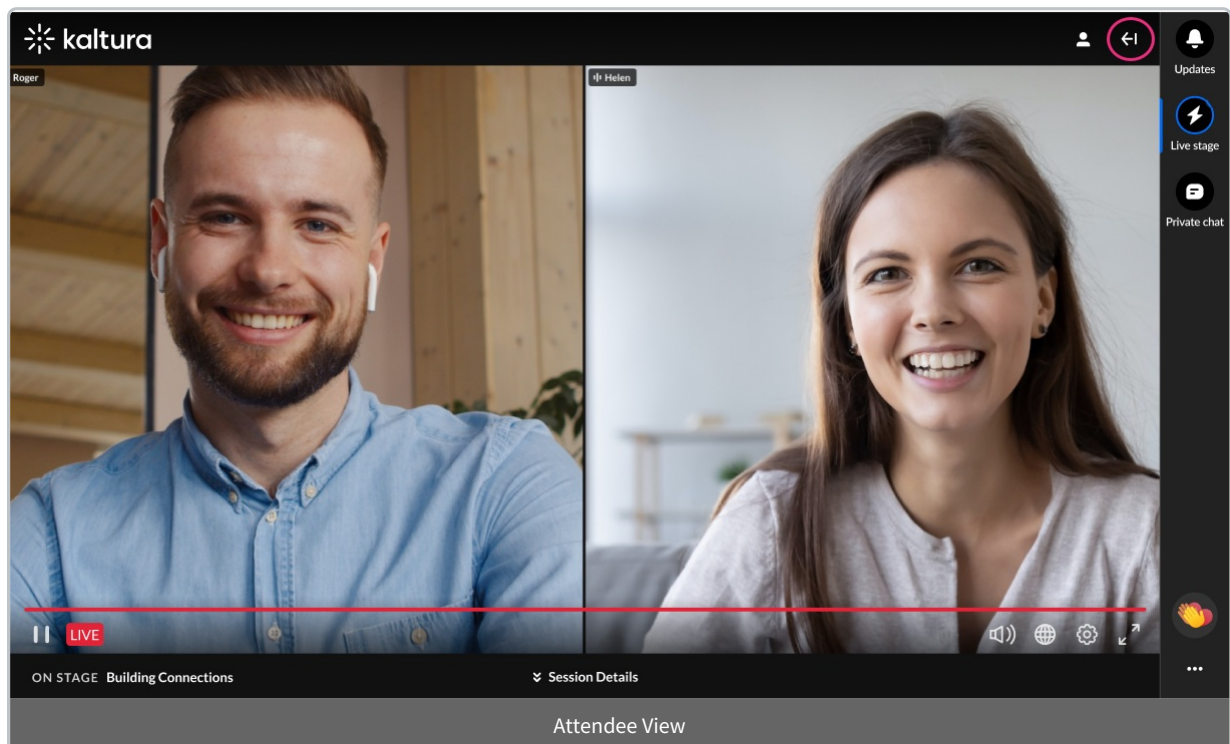 kaltura
Updates
Roger
Helen
Live stage
Private chat
LIVE
ON STAGE Building Connections
Session Details
Attendee View